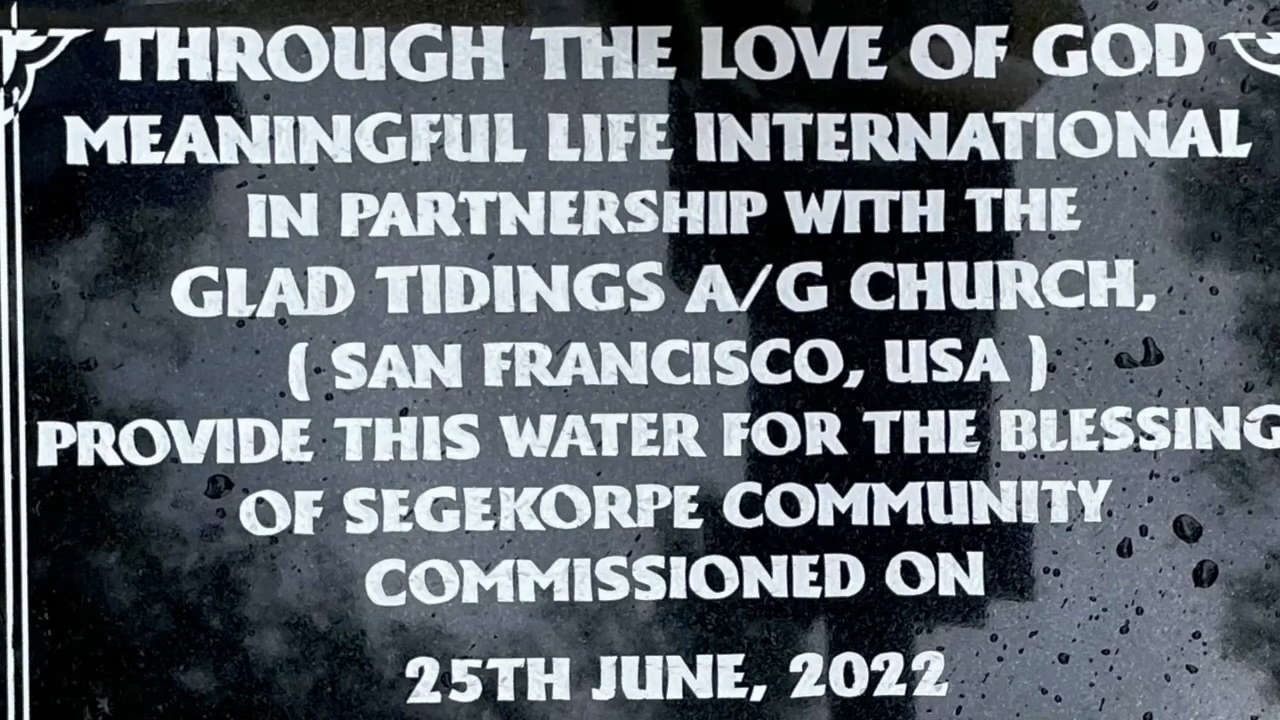 THROUGH THE LOVE OF GOD
MEANINGFUL LIFE INTERNATIONAL
IN PARTNERSHIP WITH THE
GLAD TIDINGS A/G CHURCH,
( SAN FRANCISCO, USA )
PROVIDE THIS WATER FOR THE BLESSING
OF SEGEKORPE COMMUNITY
COMMISSIONED ON
25TH JUNE, 2022